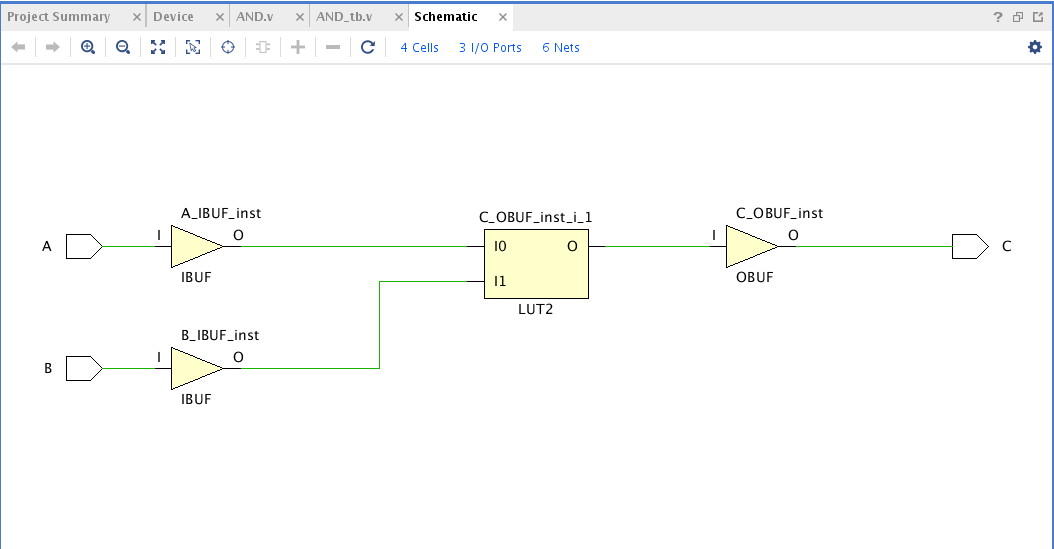 Project Summary × Device × AND.v × AND_tb.v × Schematic × ?
4 Cells 3 I/O Ports 6 Nets
A_IBUF_inst
A I O
IBUF
C_OBUF_inst_i_1
I0 O
I1
LUT2
C_OBUF_inst
I O C
OBUF
B_IBUF_inst
B I O
IBUF